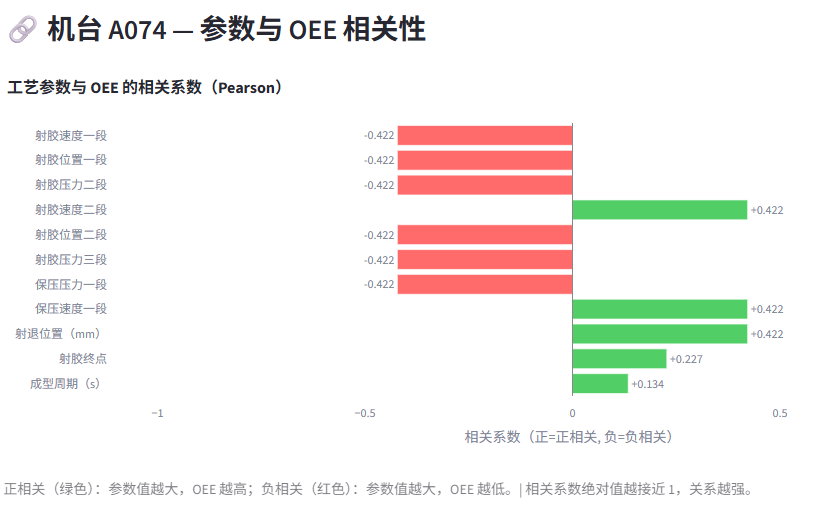 🔗 机台 A074 — 参数与 OEE 相关性
工艺参数与 OEE 的相关系数（Pearson）
射胶速度一段 -0.422
射胶位置一段 -0.422
射胶压力二段 -0.422
射胶速度二段 +0.422
射胶位置二段 -0.422
射胶压力三段 -0.422
保压压力一段 -0.422
保压速度一段 +0.422
射退位置（mm） +0.422
射胶终点 +0.227
成型周期（s） +0.134
−1 −0.5 0 0.5
相关系数（正=正相关, 负=负相关）
正相关（绿色）：参数值越大，OEE 越高；负相关（红色）：参数值越大，OEE 越低。| 相关系数绝对值越接近 1，关系越强。